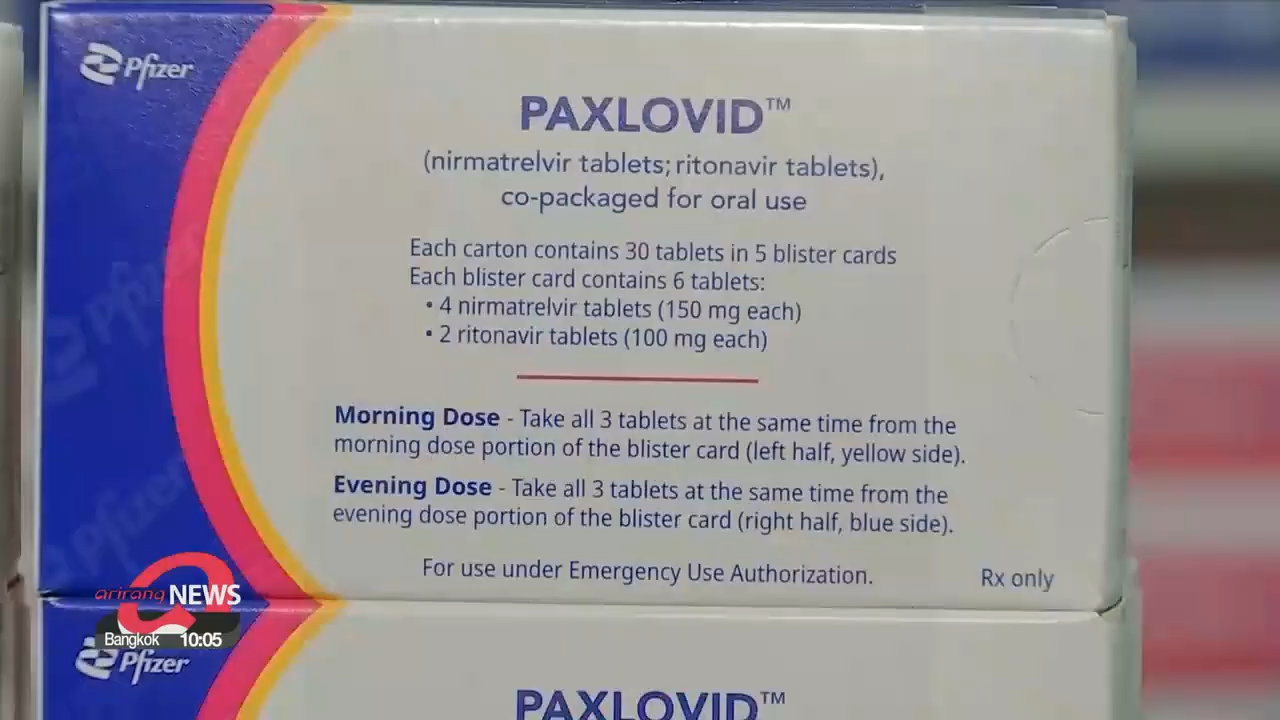 Pfizer
PAXLOVID™
(nirmatrelvir tablets; ritonavir tablets),
co-packaged for oral use
Each carton contains 30 tablets in 5 blister cards
Each blister card contains 6 tablets:
• 4 nirmatrelvir tablets (150 mg each)
• 2 ritonavir tablets (100 mg each)
Morning Dose - Take all 3 tablets at the same time from the
morning dose portion of the blister card (left half, yellow side).
Evening Dose - Take all 3 tablets at the same time from the
evening dose portion of the blister card (right half, blue side).
For use under Emergency Use Authorization.
Rx only
Pfizer
Pfizer
arirang NEWS
Bangkok 10:05
Pfizer
PAXLOVID™